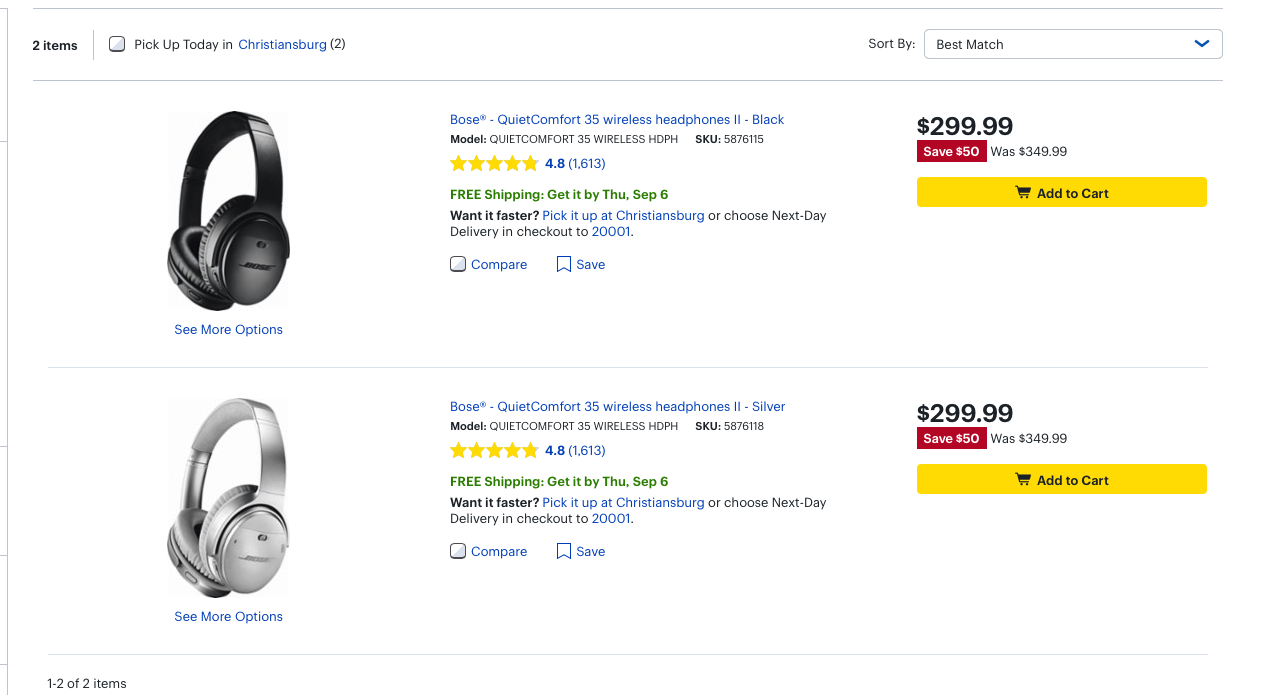 2 items
Pick Up Today in Christiansburg (2)
Sort By: Best Match
BOSE
See More Options
Bose® - QuietComfort 35 wireless headphones II - Black
Model: QUIETCOMFORT 35 WIRELESS HDPH SKU: 5876115
4.8 (1,613)
FREE Shipping: Get it by Thu, Sep 6
Want it faster? Pick it up at Christiansburg or choose Next-Day
Delivery in checkout to 20001.
Compare Save
$299.99
Save $50 Was $349.99
Add to Cart
BOSE
See More Options
Bose® - QuietComfort 35 wireless headphones II - Silver
Model: QUIETCOMFORT 35 WIRELESS HDPH SKU: 5876118
4.8 (1,613)
FREE Shipping: Get it by Thu, Sep 6
Want it faster? Pick it up at Christiansburg or choose Next-Day
Delivery in checkout to 20001.
Compare Save
$299.99
Save $50 Was $349.99
Add to Cart
1-2 of 2 items